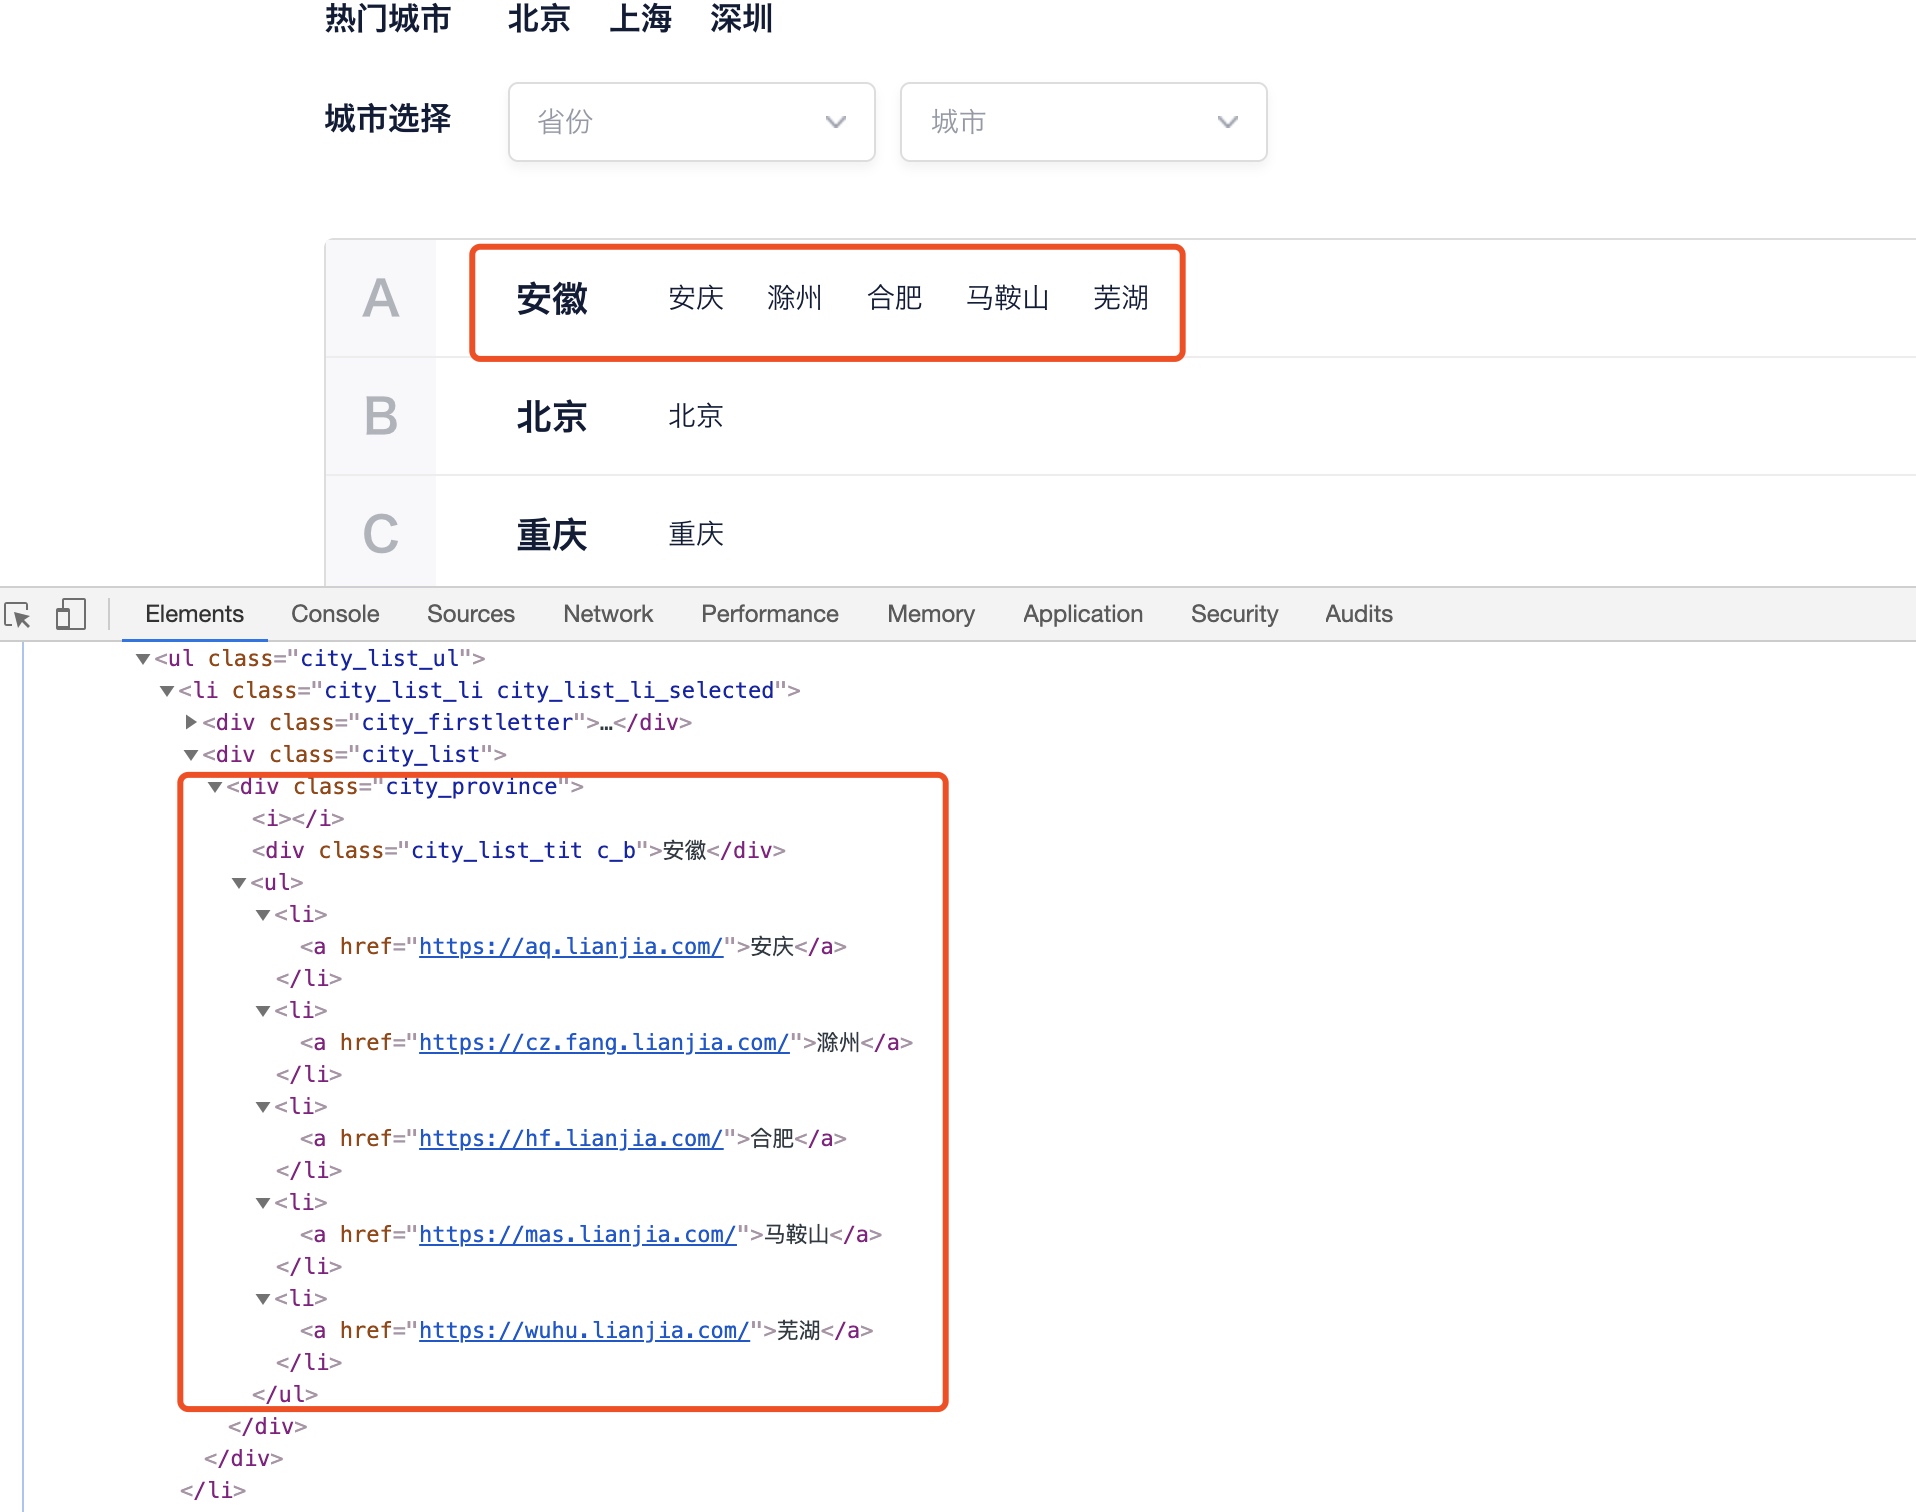 热门城市 北京 上海 深圳
城市选择 省份 城市
A 安徽 安庆 滁州 合肥 马鞍山 芜湖
B 北京 北京
C 重庆 重庆
Elements Console Sources Network Performance Memory Application Security Audits
<ul class="city_list_ul">
<li class="city_list_li city_list_li_selected">
<div class="city_firstletter">…</div>
<div class="city_list">
<div class="city_province">
<i></i>
<div class="city_list_tit c_b">安徽</div>
<ul>
<li>
<a href="https://aq.lianjia.com/">安庆</a>
</li>
<li>
<a href="https://cz.fang.lianjia.com/">滁州</a>
</li>
<li>
<a href="https://hf.lianjia.com/">合肥</a>
</li>
<li>
<a href="https://mas.lianjia.com/">马鞍山</a>
</li>
<li>
<a href="https://wuhu.lianjia.com/">芜湖</a>
</li>
</ul>
</div>
</div>
</li>